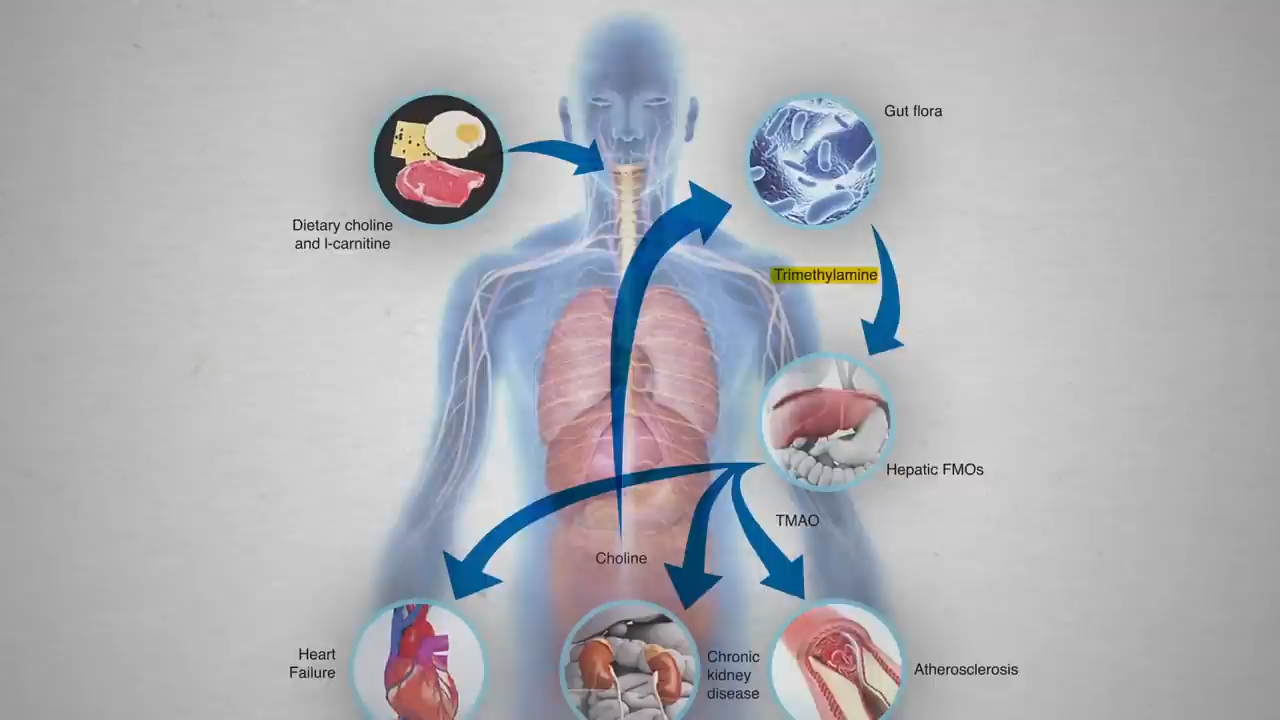 Gut flora
Dietary choline
and l-carnitine
Trimethylamine
Hepatic FMOs
TMAO
Choline
Heart
Failure
Chronic
kidney
disease
Atherosclerosis